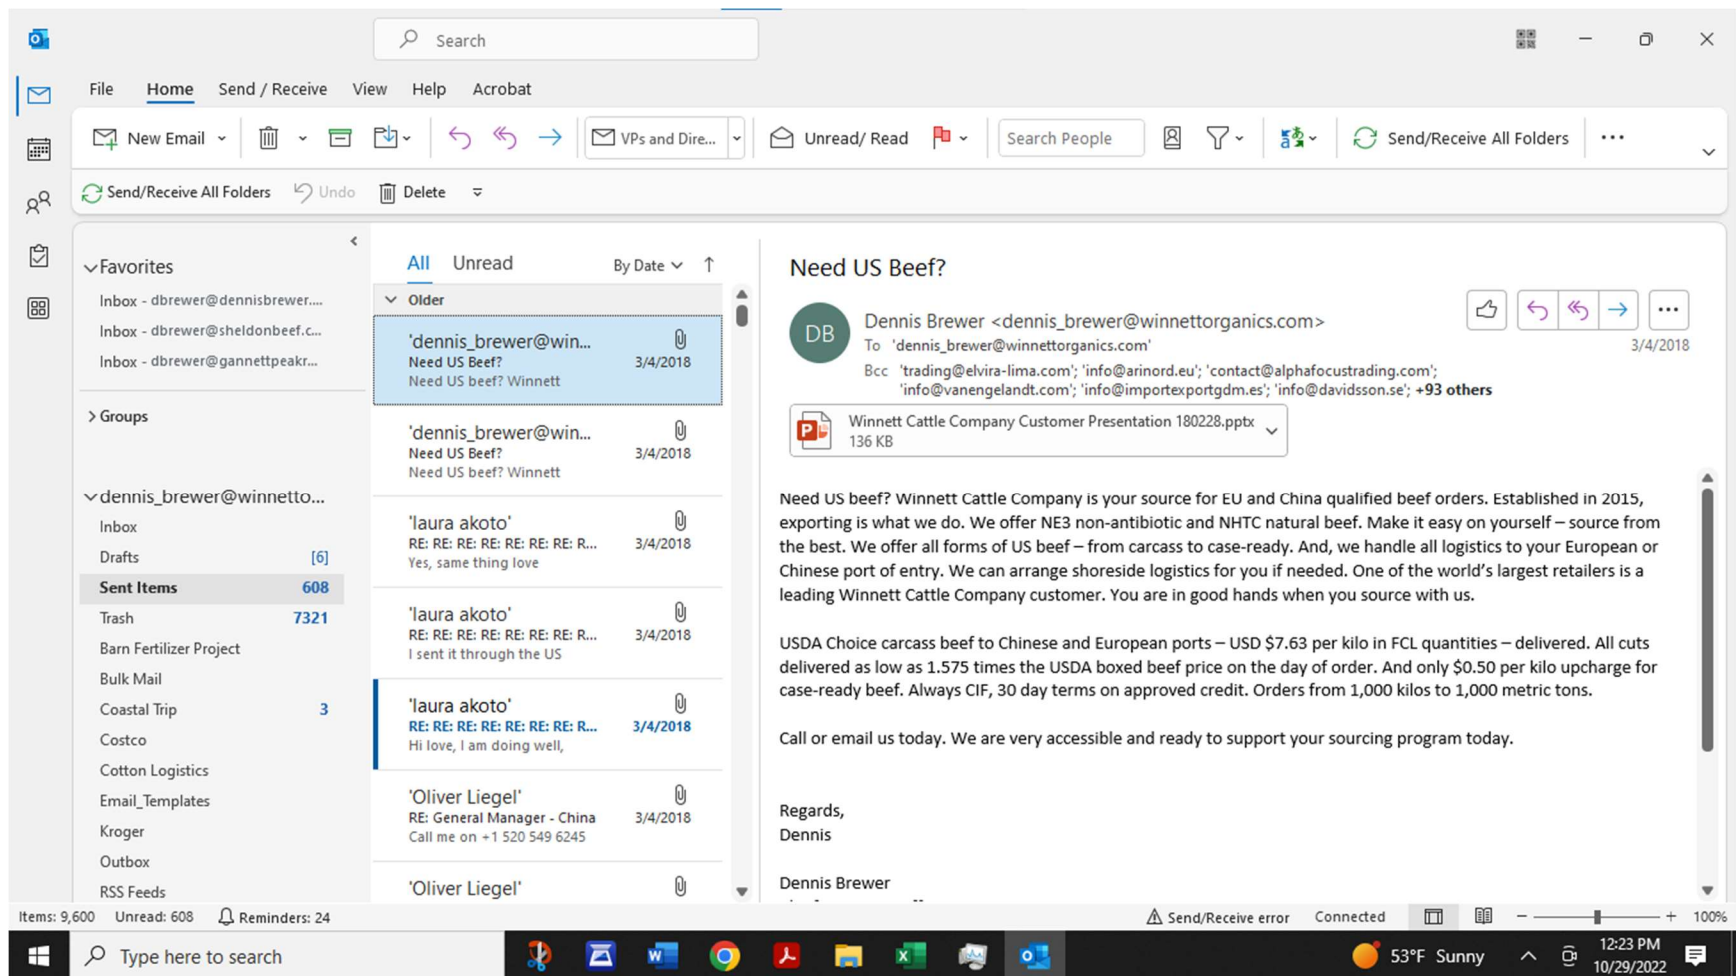 Search
File Home Send / Receive View Help Acrobat
New Email VPs and Dire... Unread/ Read Search People Send/Receive All Folders
Send/Receive All Folders Undo Delete
Favorites
Inbox - dbrewer@dennisbrewer....
Inbox - dbrewer@sheldonbeef.c...
Inbox - dbrewer@gannettpeakr...
Groups
dennis_brewer@winnetto...
Inbox
Drafts [6]
Sent Items 608
Trash 7321
Barn Fertilizer Project
Bulk Mail
Coastal Trip 3
Costco
Cotton Logistics
Email_Templates
Kroger
Outbox
RSS Feeds
All Unread By Date
Older
'dennis_brewer@win...
Need US Beef? 3/4/2018
Need US beef? Winnett
'dennis_brewer@win...
Need US Beef? 3/4/2018
Need US beef? Winnett
'laura akoto'
RE: RE: RE: RE: RE: RE: RE: R... 3/4/2018
Yes, same thing love
'laura akoto'
RE: RE: RE: RE: RE: RE: RE: R... 3/4/2018
I sent it through the US
'laura akoto'
RE: RE: RE: RE: RE: RE: RE: R... 3/4/2018
Hi love, I am doing well,
'Oliver Liegel'
RE: General Manager - China 3/4/2018
Call me on +1 520 549 6245
'Oliver Liegel'
Need US Beef?
DB
Dennis Brewer <dennis_brewer@winnettorganics.com>
To 'dennis_brewer@winnettorganics.com' 3/4/2018
Bcc 'trading@elvira-lima.com'; 'info@arinord.eu'; 'contact@alphafocustrading.com';
'info@vanengelandt.com'; 'info@importexportgdm.es'; 'info@davidsson.se'; +93 others
Winnett Cattle Company Customer Presentation 180228.pptx
136 KB
Need US beef? Winnett Cattle Company is your source for EU and China qualified beef orders. Established in 2015,
exporting is what we do. We offer NE3 non-antibiotic and NHTC natural beef. Make it easy on yourself – source from
the best. We offer all forms of US beef – from carcass to case-ready. And, we handle all logistics to your European or
Chinese port of entry. We can arrange shoreside logistics for you if needed. One of the world's largest retailers is a
leading Winnett Cattle Company customer. You are in good hands when you source with us.
USDA Choice carcass beef to Chinese and European ports – USD $7.63 per kilo in FCL quantities – delivered. All cuts
delivered as low as 1.575 times the USDA boxed beef price on the day of order. And only $0.50 per kilo upcharge for
case-ready beef. Always CIF, 30 day terms on approved credit. Orders from 1,000 kilos to 1,000 metric tons.
Call or email us today. We are very accessible and ready to support your sourcing program today.
Regards,
Dennis
Dennis Brewer
Items: 9,600 Unread: 608 Reminders: 24 Send/Receive error Connected 100%
Type here to search 53°F Sunny 12:23 PM
10/29/2022